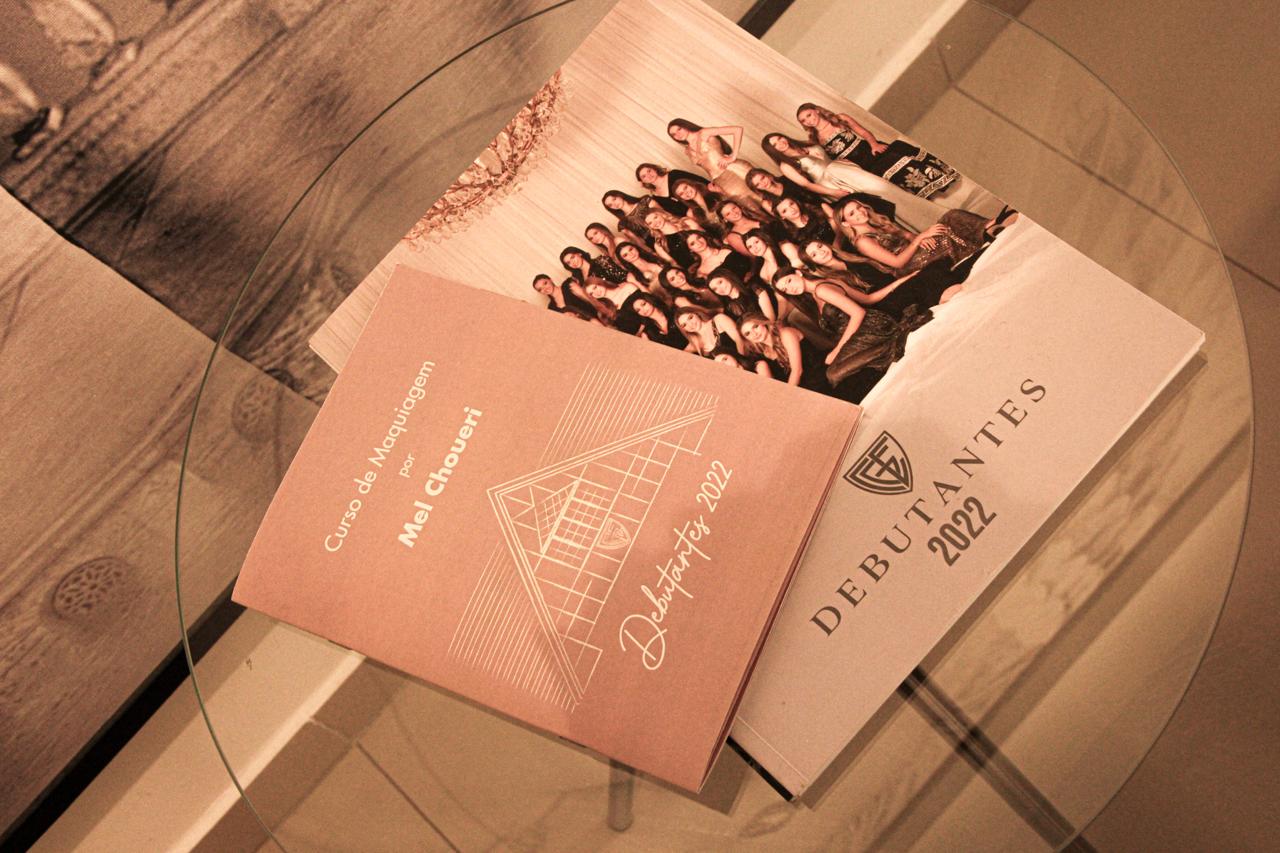 Curso de Maquiagem
por
Mel Choueri
Debutantes 2022
DEBUTANTES
2022